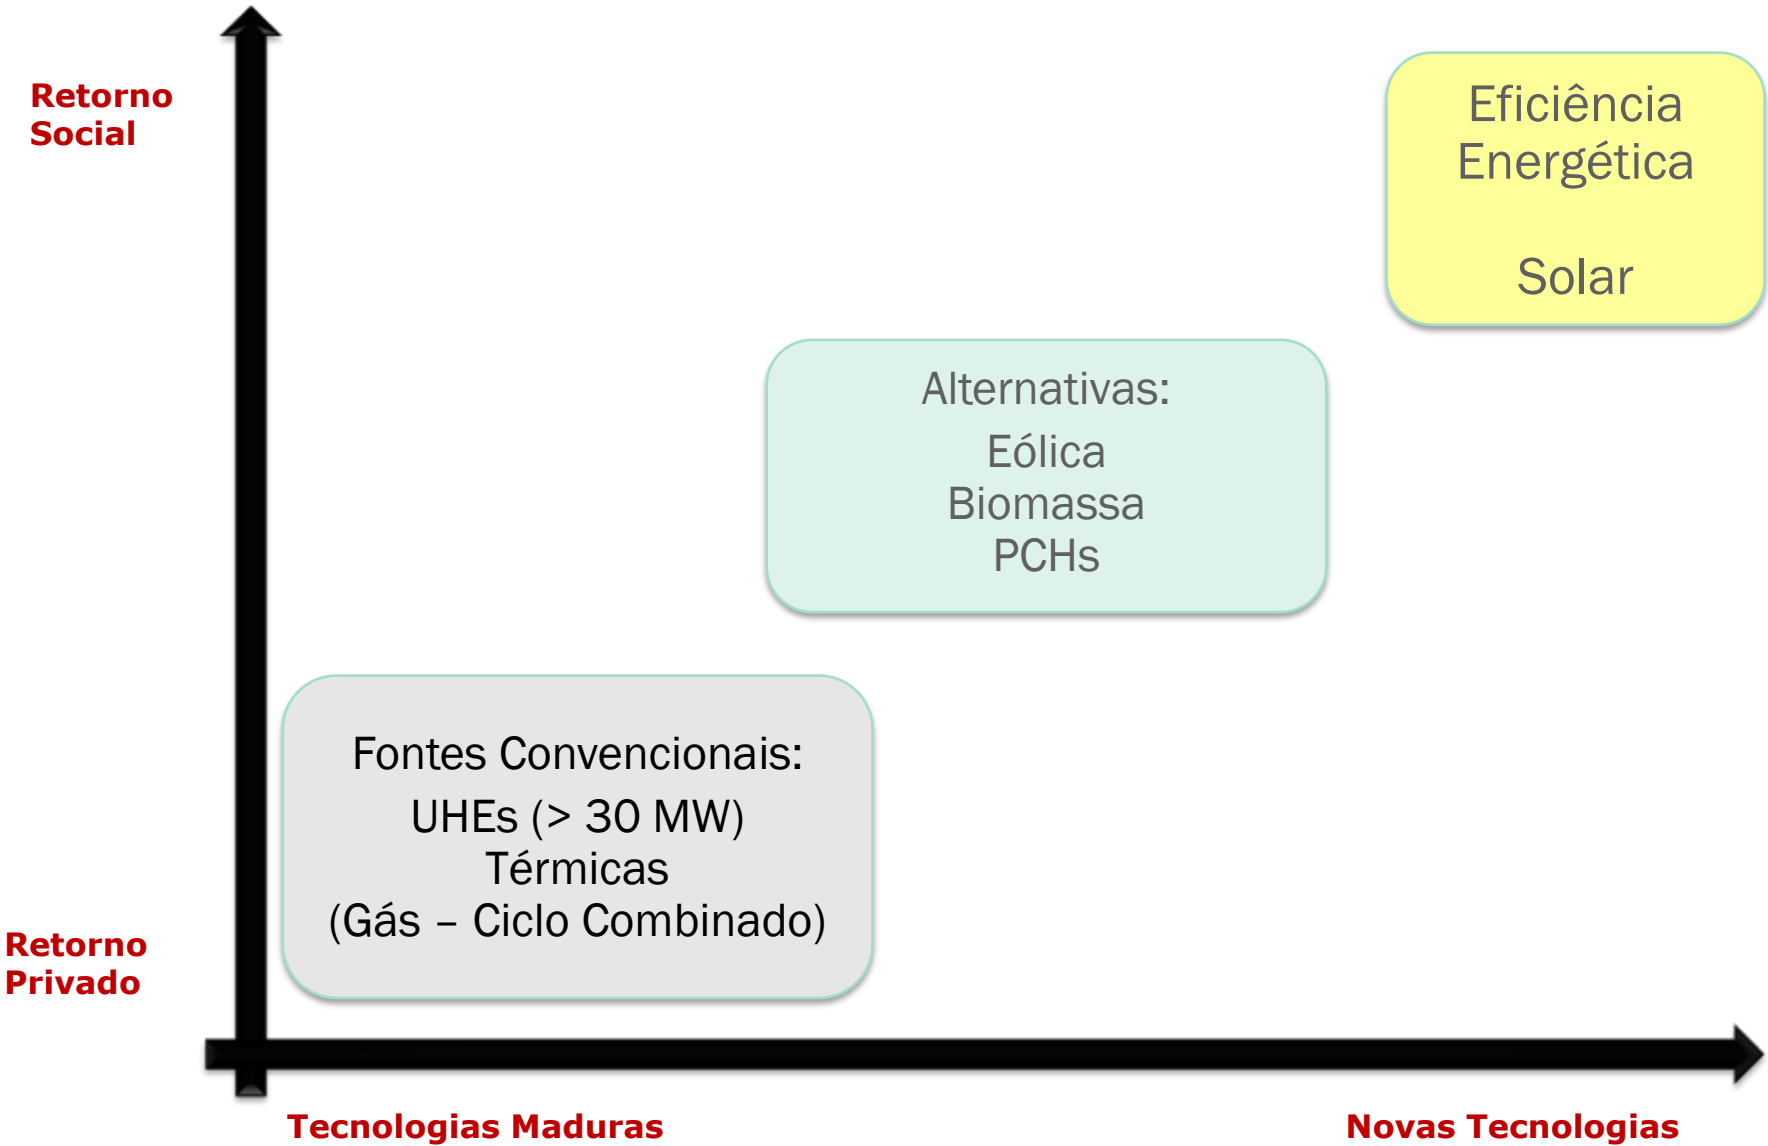 Retorno
Social
Eficiência
Energética
Solar
Alternativas:
Eólica
Biomassa
PCHs
Fontes Convencionais:
UHEs (> 30 MW)
Térmicas
(Gás – Ciclo Combinado)
Retorno
Privado
Tecnologias Maduras
Novas Tecnologias